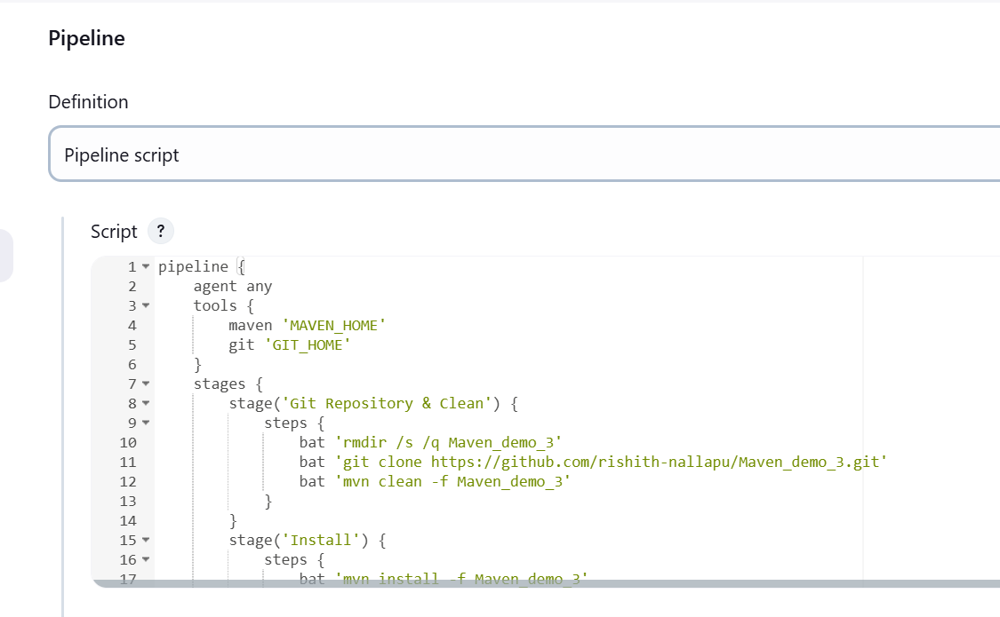 Pipeline
Definition
Pipeline script
Script ?
1 pipeline {
2     agent any
3     tools {
4         maven 'MAVEN_HOME'
5         git 'GIT_HOME'
6     }
7     stages {
8         stage('Git Repository & Clean') {
9             steps {
10                 bat 'rmdir /s /q Maven_demo_3'
11                 bat 'git clone https://github.com/rishith-nallapu/Maven_demo_3.git'
12                 bat 'mvn clean -f Maven_demo_3'
13             }
14         }
15         stage('Install') {
16             steps {
17                 bat 'mvn install -f Maven_demo_3'